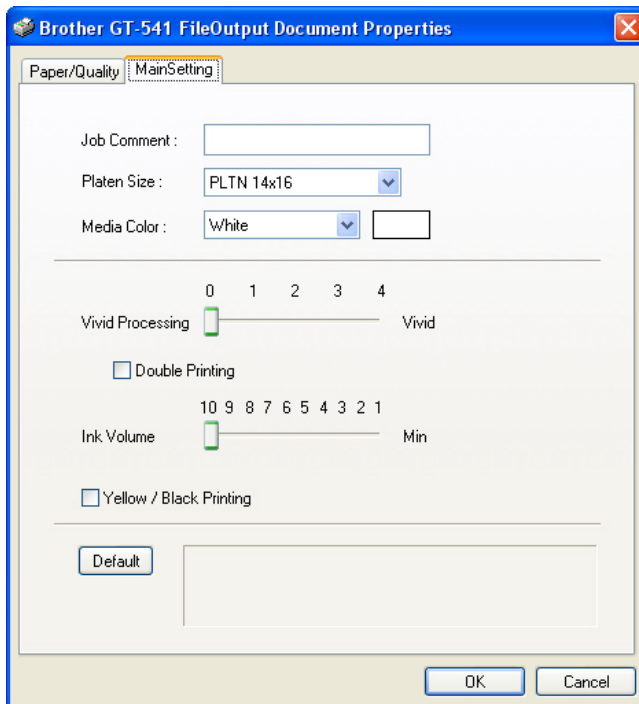 Brother GT-541 FileOutput Document Properties
Paper/Quality MainSetting
Job Comment :
Platen Size : PLTN 14x16
Media Color : White
0 1 2 3 4
Vivid Processing Vivid
Double Printing
10 9 8 7 6 5 4 3 2 1
Ink Volume Min
Yellow / Black Printing
Default
OK Cancel